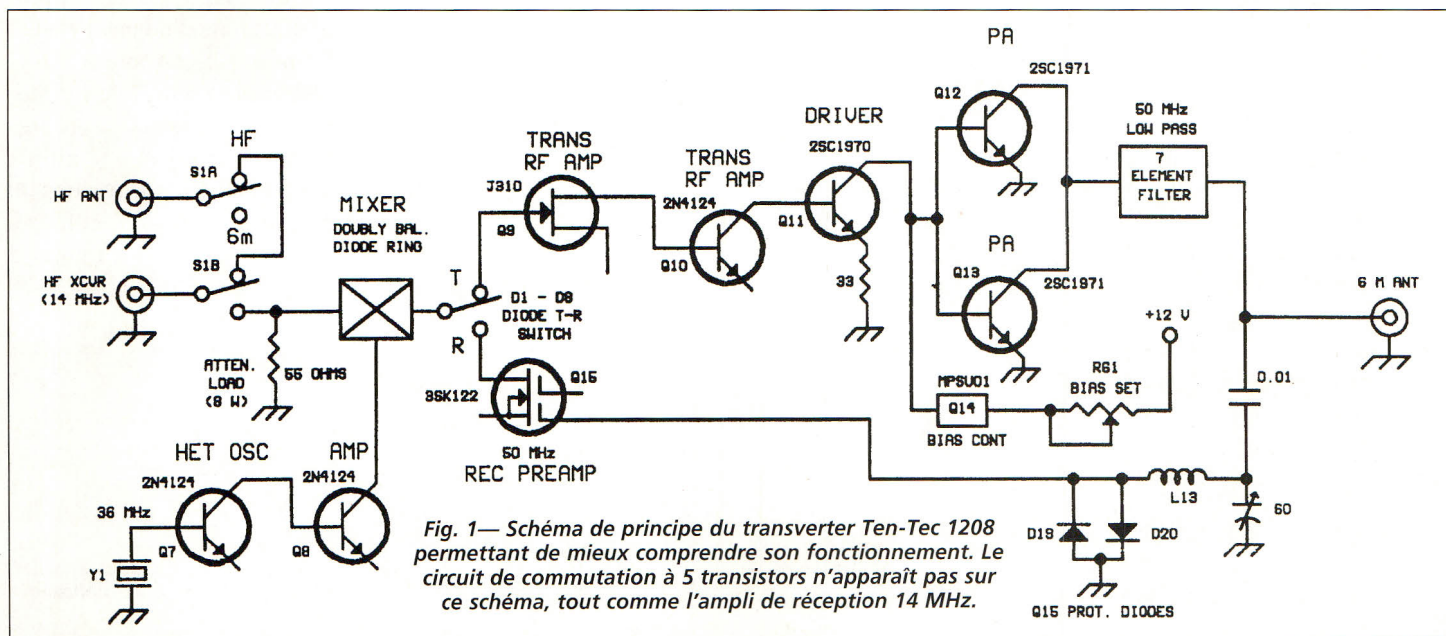 PA
2SC1971
Q12
50 MHz
LOW PASS
7
ELEMENT
FILTER
DRIVER
2SC1970
Q11
TRANS
RF AMP
2N4124
Q10
TRANS
RF AMP
J310
Q9
HF
S1A
HF ANT
6m
S1B
HF XCVR
(14 MHz)
MIXER
DOUBLY BAL.
DIODE RING
T
D1 - D8
DIODE T-R
SWITCH
R
33
PA
Q13
2SC1971
6 M ANT
+12 V
R61
BIAS SET
MPSU01
Q14
BIAS CONT
0.01
ATTEN.
LOAD
(8 W)
55 OHMS
3SK122
Q15
50 MHz
REC PREAMP
HET OSC
2N4124
AMP
2N4124
36 MHz
Q7
Q8
Y1
L13
60
D19
D20
Q15 PROT. DIODES
Fig. 1— Schéma de principe du transverter Ten-Tec 1208
permettant de mieux comprendre son fonctionnement. Le
circuit de commutation à 5 transistors n'apparaît pas sur
ce schéma, tout comme l'ampli de réception 14 MHz.